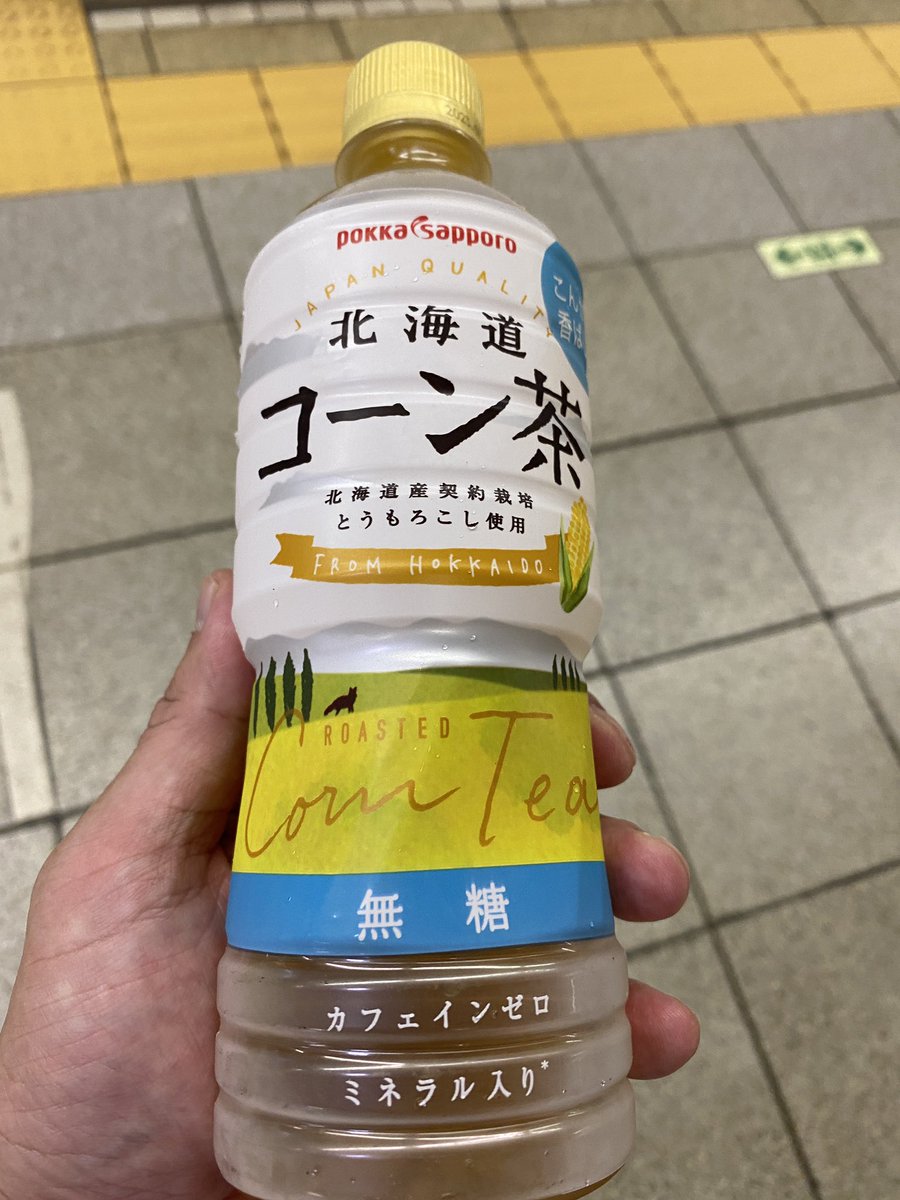 pokka sapporo
JAPAN QUALITY
北海道
コーン茶
北海道産契約栽培
とうもろこし使用
FROM HOKKAIDO
ROASTED
Corn Tea
無糖
カフェインゼロ
ミネラル入り*